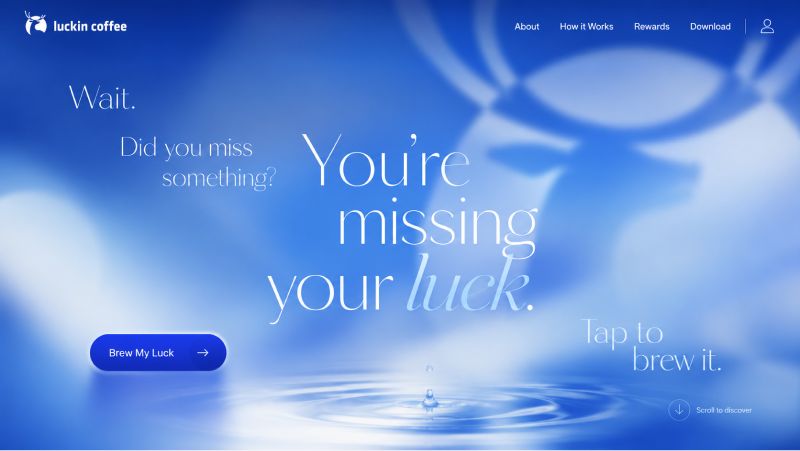 luckin coffee
About
How it Works
Rewards
Download
Wait.
Did you miss
something?
You're
missing
your luck.
Brew My Luck
Tap to
brew it.
Scroll to discover